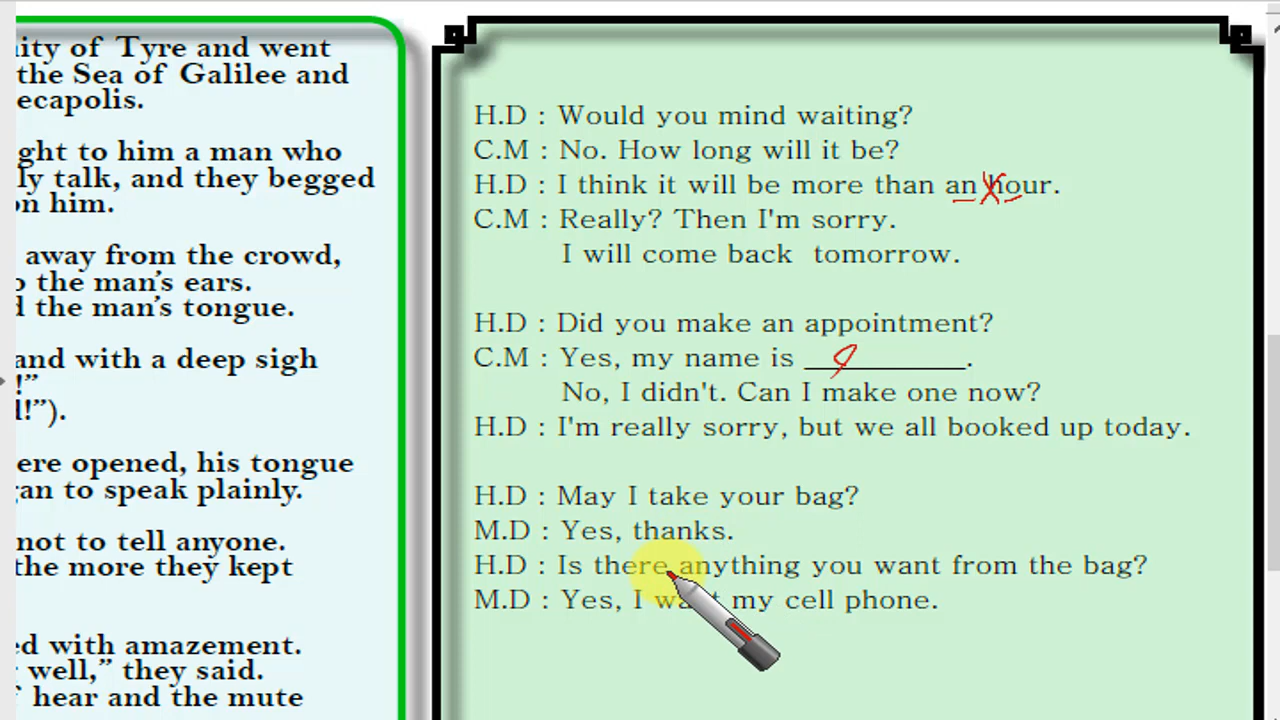 ity of Tyre and went
the Sea of Galilee and
ecapolis.
ght to him a man who
ly talk, and they begged
on him.
away from the crowd,
o the man's ears.
d the man's tongue.
and with a deep sigh
!"
l!").
ere opened, his tongue
gan to speak plainly.
not to tell anyone.
the more they kept
ed with amazement.
well," they said.
f hear and the mute
H.D : Would you mind waiting?
C.M : No. How long will it be?
H.D : I think it will be more than an hour.
C.M : Really? Then I'm sorry.
I will come back tomorrow.
H.D : Did you make an appointment?
C.M : Yes, my name is __________.
No, I didn't. Can I make one now?
H.D : I'm really sorry, but we all booked up today.
H.D : May I take your bag?
M.D : Yes, thanks.
H.D : Is there anything you want from the bag?
M.D : Yes, I want my cell phone.